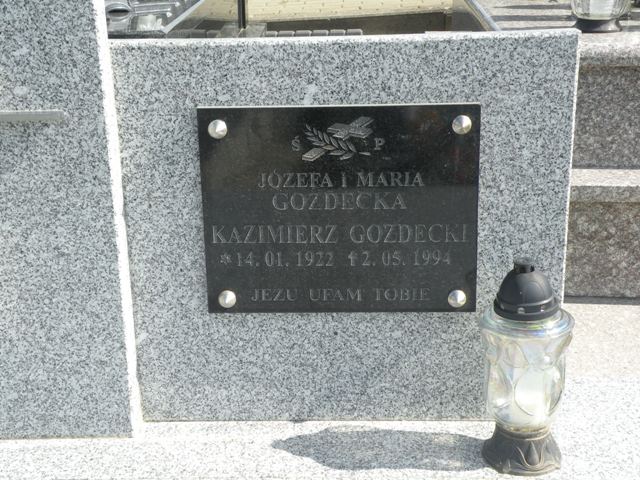 Ś P
JÓZEFA I MARIA
GOZDECKA
KAZIMIERZ GOZDECKI
*14.01.1922 †2.05.1994
JEZU UFAM TOBIE